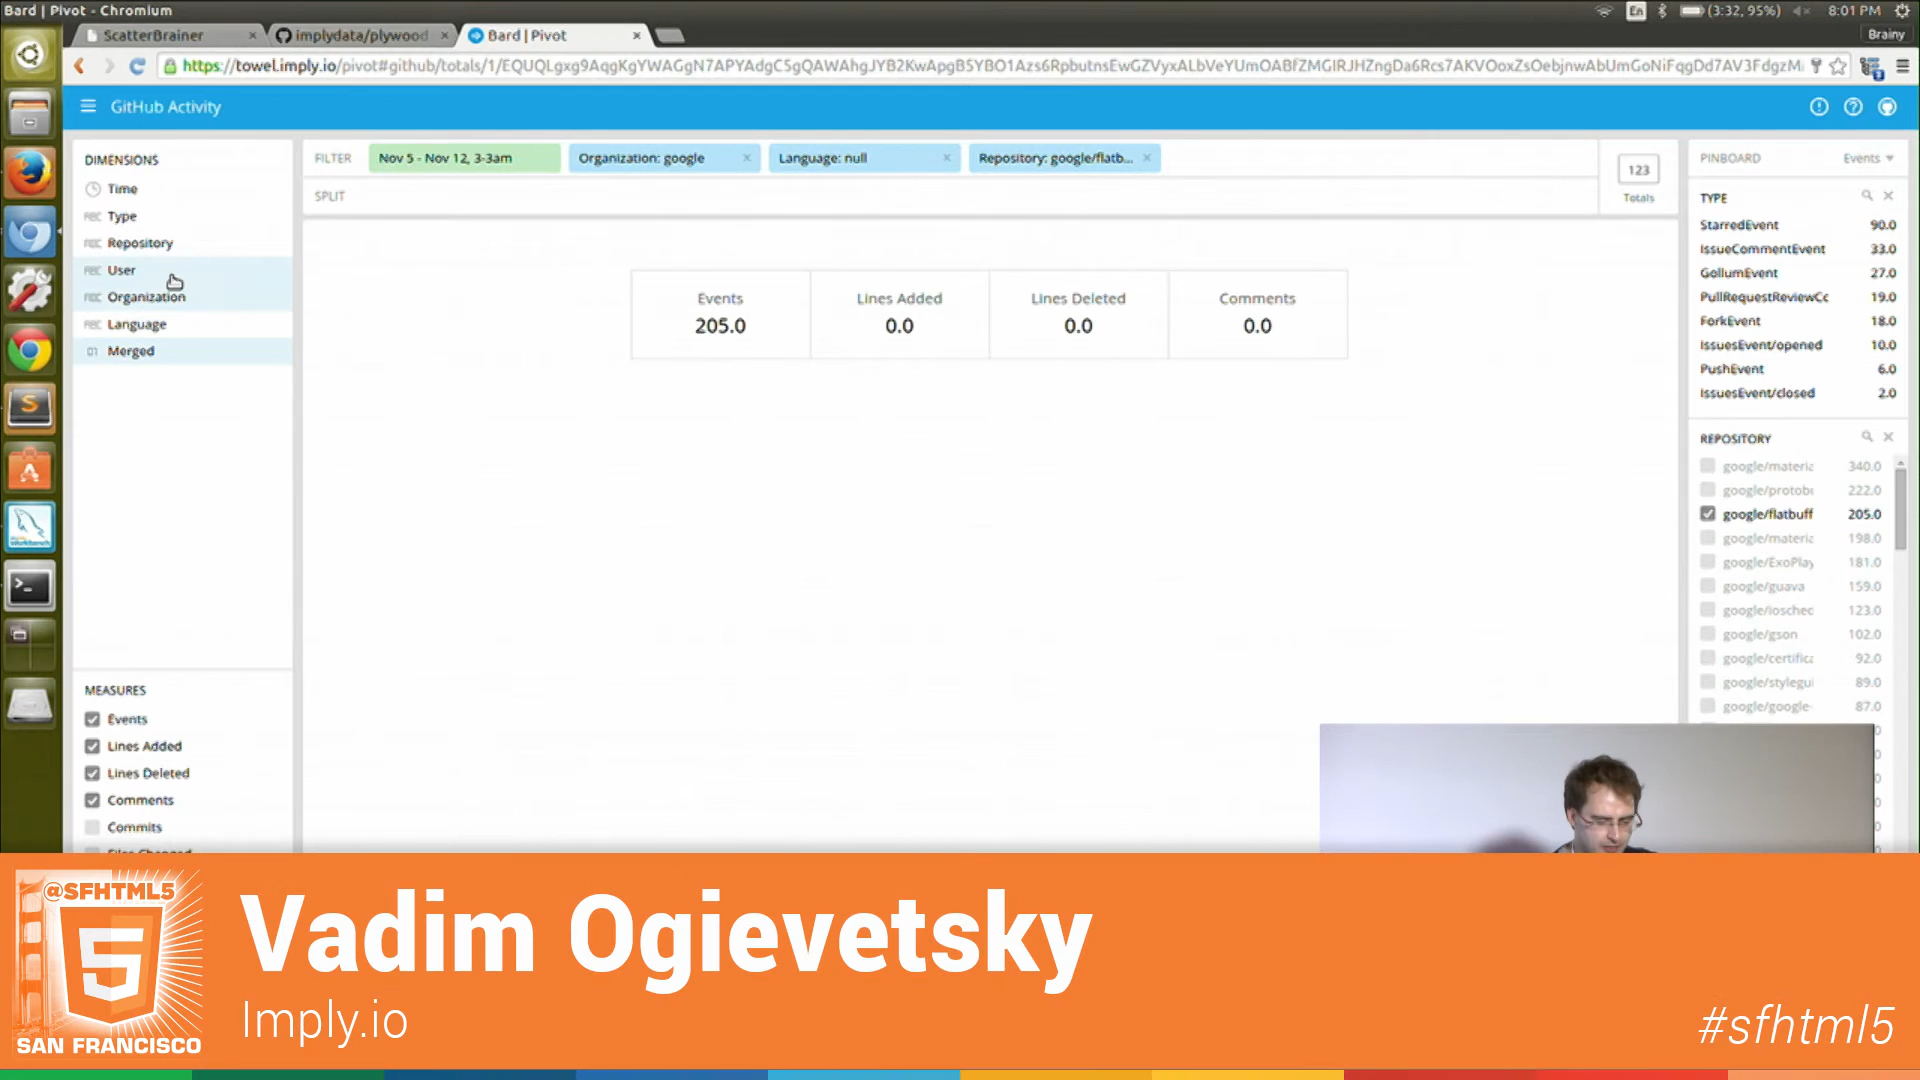 Bard | Pivot - Chromium
En
(3:32, 95%)
8:01 PM
ScatterBrainer
implydata/plywood
Bard | Pivot
Brainy
https://towel.imply.io/pivot#github/totals/1/
GitHub Activity
DIMENSIONS
Time
ABC Type
ABC Repository
ABC User
ABC Organization
ABC Language
01 Merged
FILTER
Nov 5 - Nov 12, 3-3am
Organization: google
Language: null
Repository: google/flatb...
SPLIT
123
Totals
Events
205.0
Lines Added
0.0
Lines Deleted
0.0
Comments
0.0
MEASURES
Events
Lines Added
Lines Deleted
Comments
Commits
PINBOARD
Events
TYPE
StarredEvent 90.0
IssueCommentEvent 33.0
GollumEvent 27.0
PullRequestReviewCc 19.0
ForkEvent 18.0
IssuesEvent/opened 10.0
PushEvent 6.0
IssuesEvent/closed 2.0
REPOSITORY
google/materia 340.0
google/protobu 222.0
google/flatbuff 205.0
google/materia 198.0
google/ExoPlay 181.0
google/guava 159.0
google/iosched 123.0
google/gson 102.0
google/certifica 92.0
google/stylegui 89.0
google/google- 87.0
@SFHTML5
5
SAN FRANCISCO
Vadim Ogievetsky
Imply.io
#sfhtml5